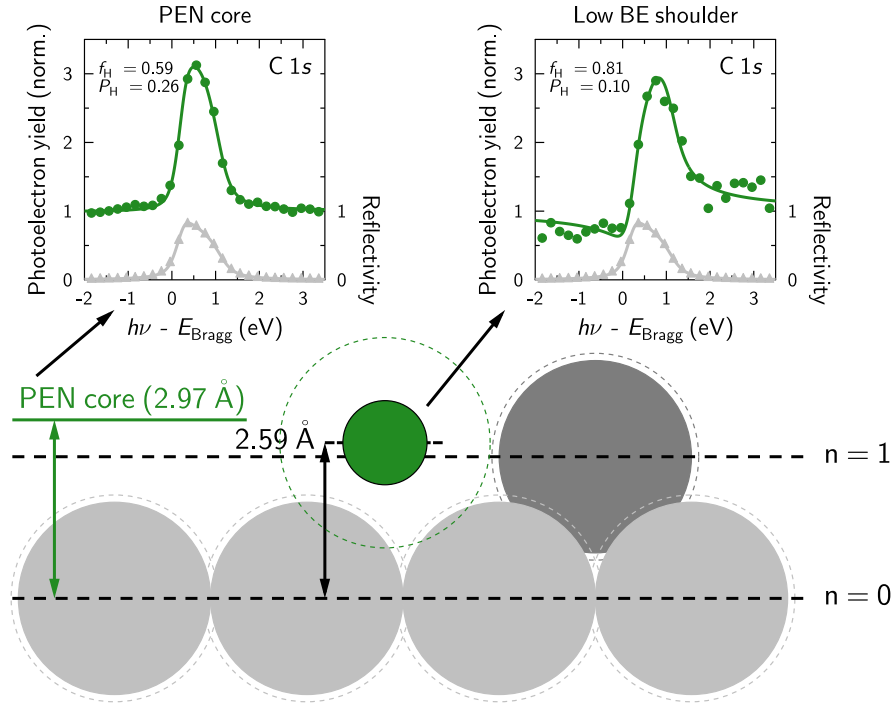 PEN core
Photoelectron yield (norm.)
3
2
1
0
f_H = 0.59
P_H = 0.26
C 1s
1
0
Reflectivity
-2 -1 0 1 2 3
hν - E_Bragg (eV)
Low BE shoulder
Photoelectron yield (norm.)
3
2
1
0
f_H = 0.81
P_H = 0.10
C 1s
1
0
Reflectivity
-2 -1 0 1 2 3
hν - E_Bragg (eV)
PEN core (2.97 Å)
2.59 Å
n = 1
n = 0